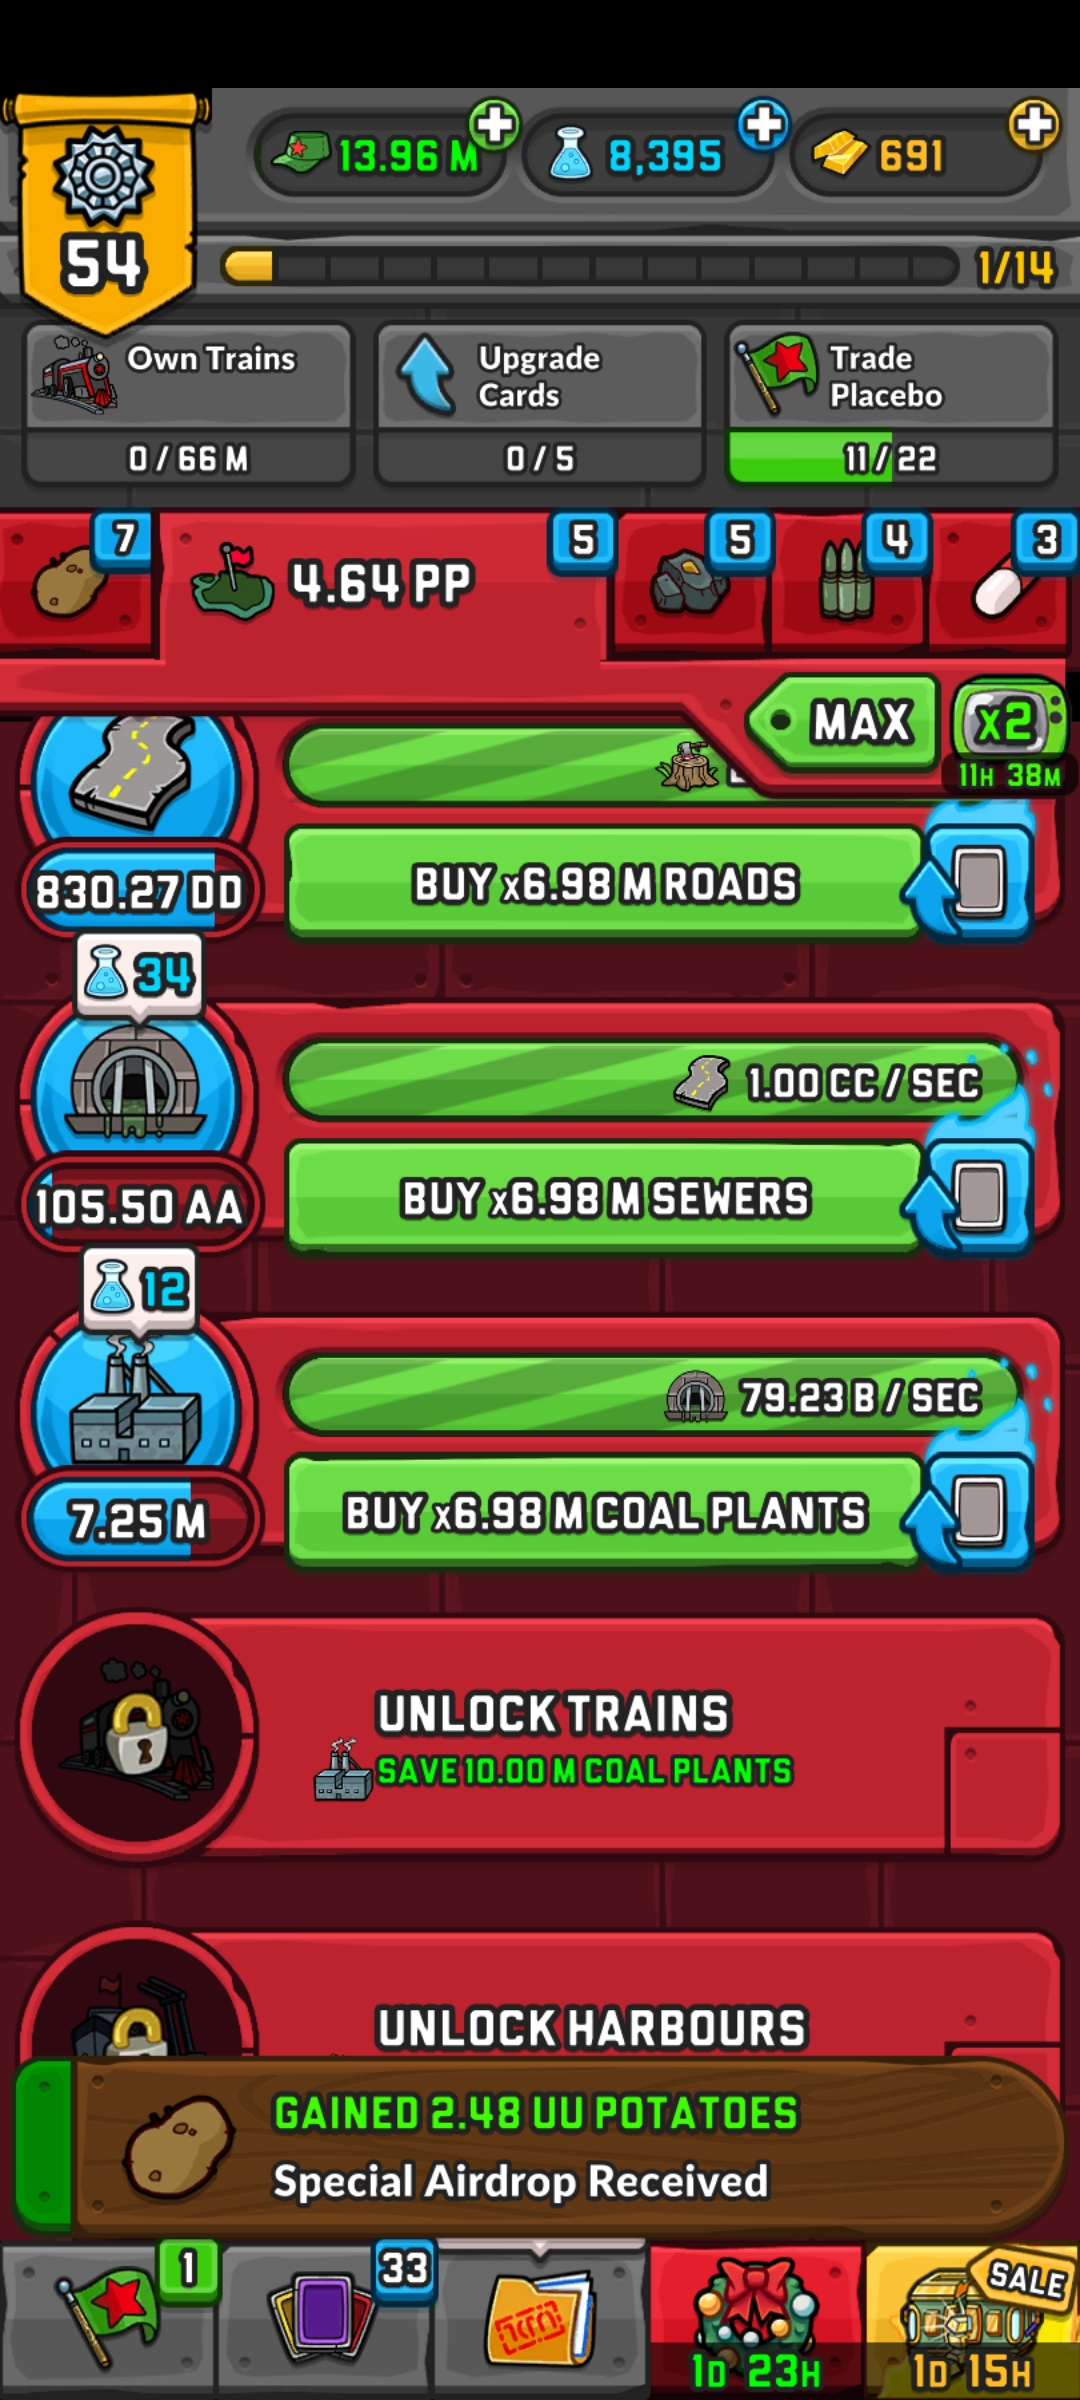 13.96 M
8,395
691
54
1/14
Own Trains
0 / 66 M
Upgrade
Cards
0 / 5
Trade
Placebo
11 / 22
7
4.64 PP
5
5
4
3
MAX
x2
11H 38M
830.27 DD
BUY x6.98 M ROADS
34
1.00 CC / SEC
105.50 AA
BUY x6.98 M SEWERS
12
79.23 B / SEC
7.25 M
BUY x6.98 M COAL PLANTS
UNLOCK TRAINS
SAVE 10.00 M COAL PLANTS
UNLOCK HARBOURS
GAINED 2.48 UU POTATOES
Special Airdrop Received
1
33
1D 23H
SALE
1D 15H